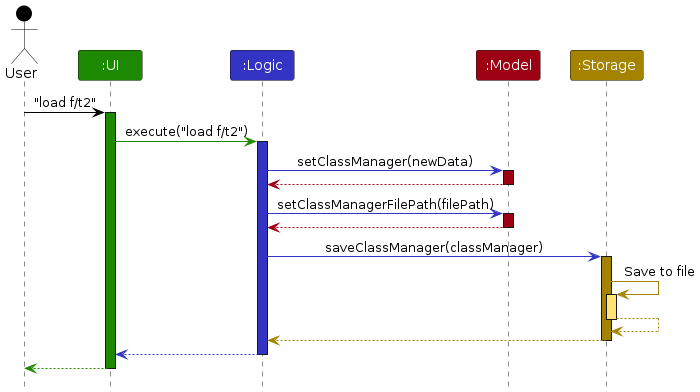 User
:UI
:Logic
:Model
:Storage
"load f/t2"
execute("load f/t2")
setClassManager(newData)
setClassManagerFilePath(filePath)
saveClassManager(classManager)
Save to file